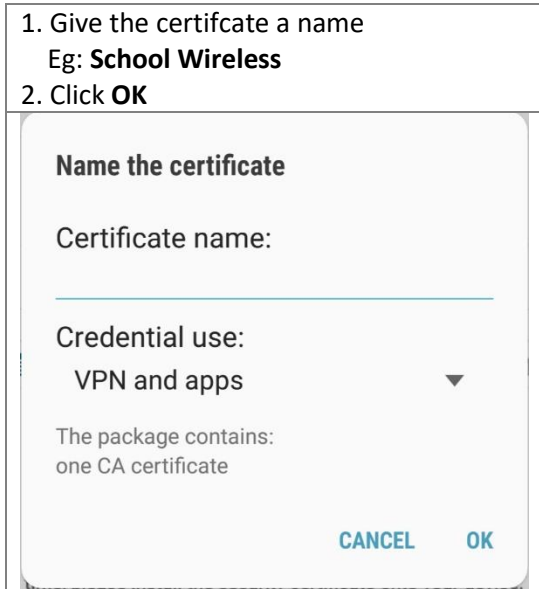 1. Give the certifcate a name
Eg: School Wireless
2. Click OK
Name the certificate
Certificate name:
Credential use:
VPN and apps
The package contains:
one CA certificate
CANCEL OK